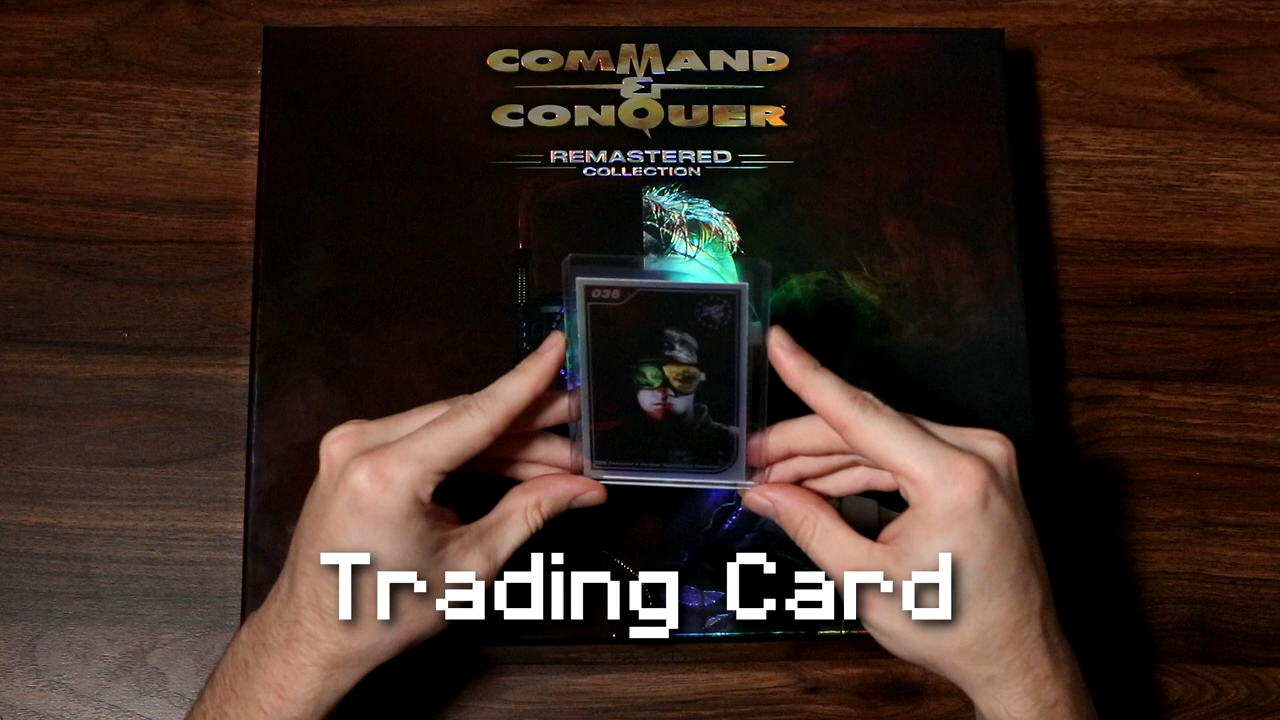 COMMAND
&
CONQUER
REMASTERED
COLLECTION
035
Trading Card